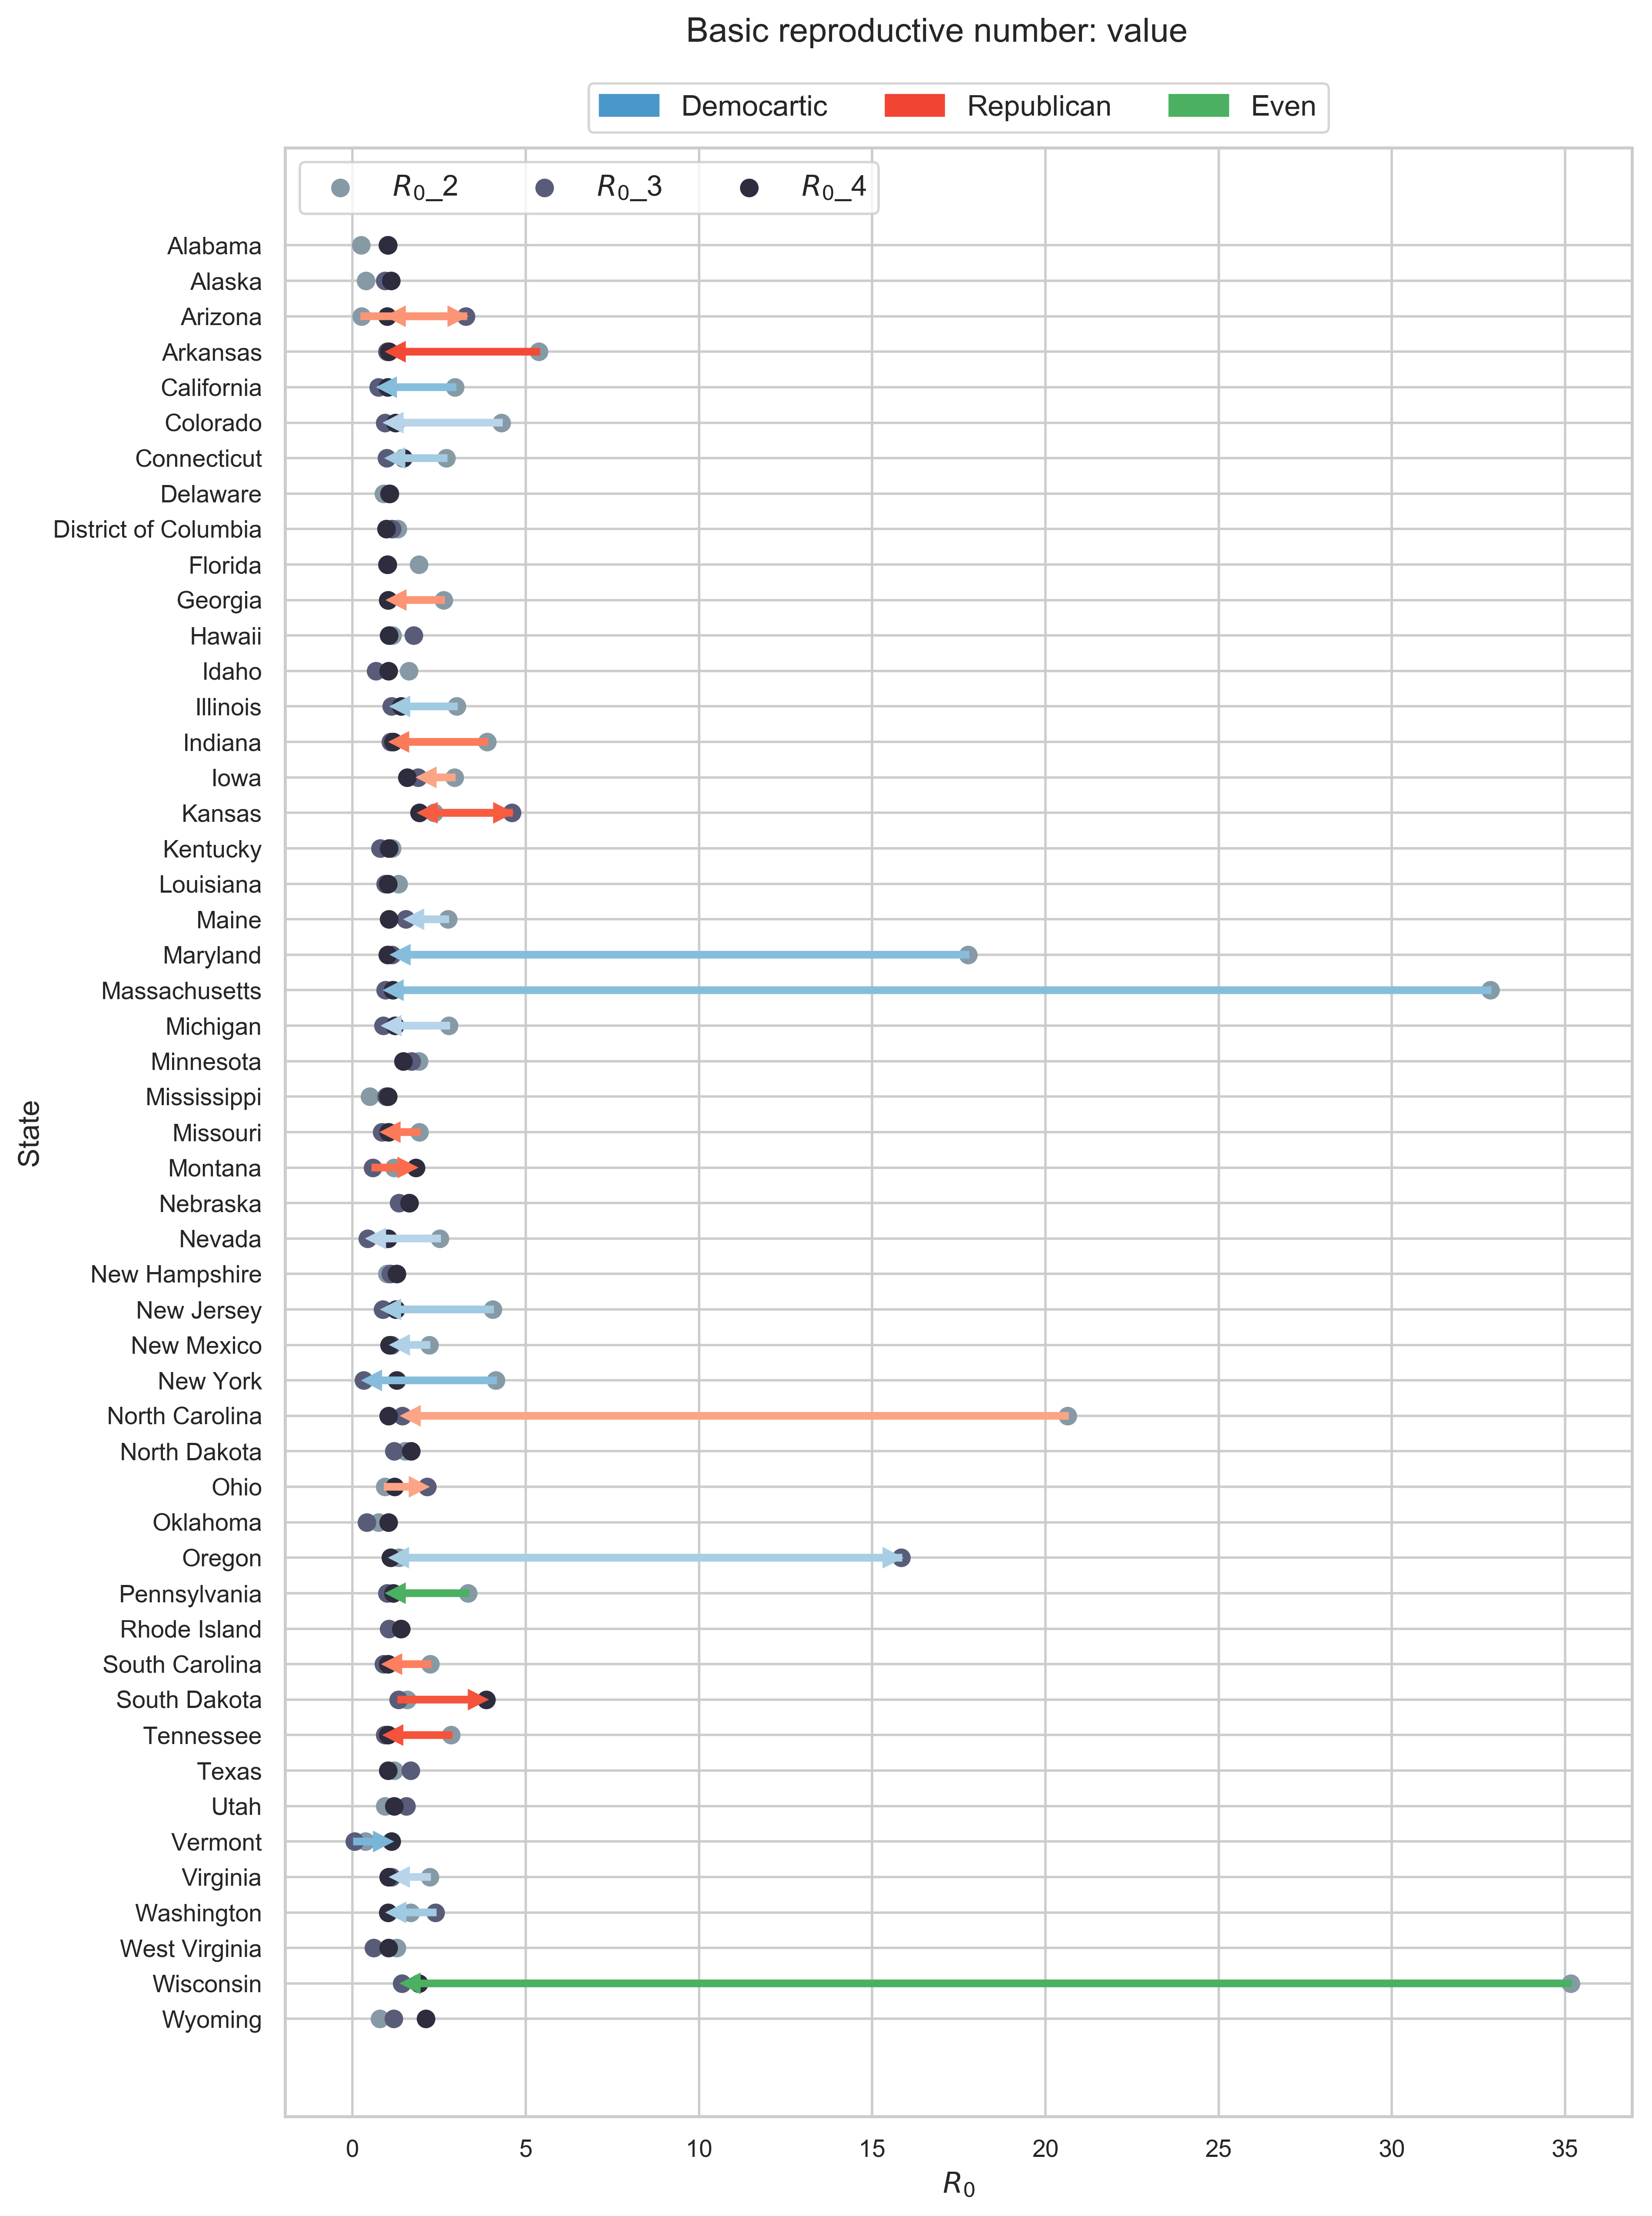 Basic reproductive number: value
Democartic Republican Even
R₀_2 R₀_3 R₀_4
Alabama
Alaska
Arizona
Arkansas
California
Colorado
Connecticut
Delaware
District of Columbia
Florida
Georgia
Hawaii
Idaho
Illinois
Indiana
Iowa
Kansas
Kentucky
Louisiana
Maine
Maryland
Massachusetts
Michigan
Minnesota
Mississippi
Missouri
Montana
Nebraska
Nevada
New Hampshire
New Jersey
New Mexico
New York
North Carolina
North Dakota
Ohio
Oklahoma
Oregon
Pennsylvania
Rhode Island
South Carolina
South Dakota
Tennessee
Texas
Utah
Vermont
Virginia
Washington
West Virginia
Wisconsin
Wyoming
State
0 5 10 15 20 25 30 35
R₀